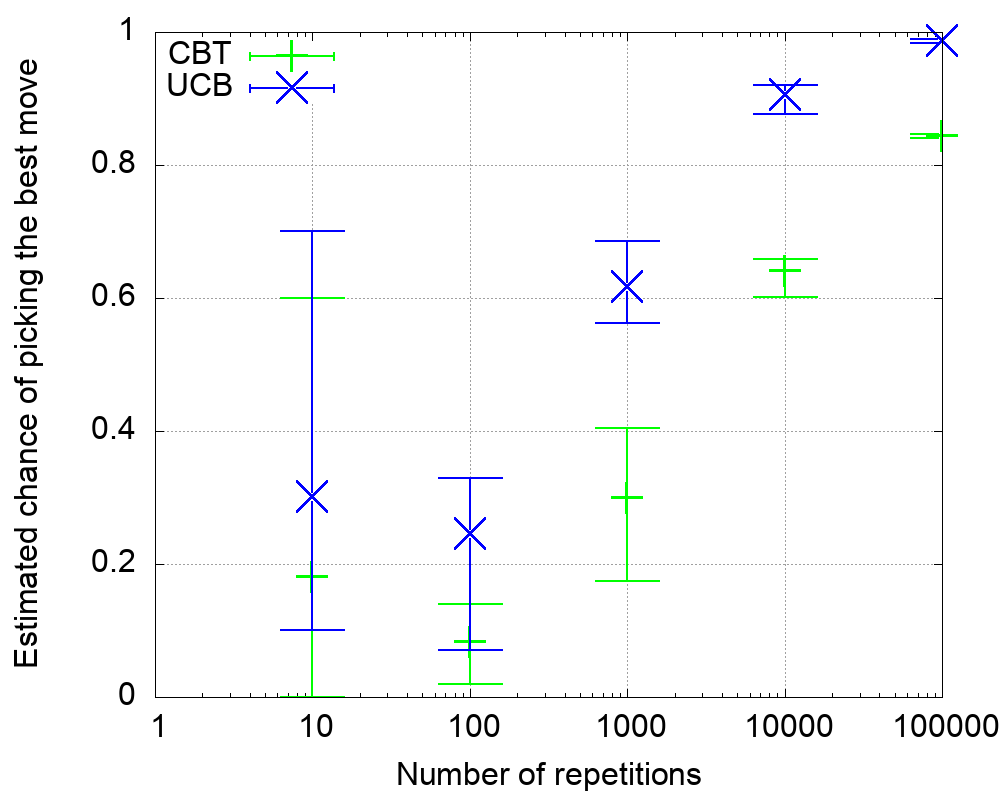 Estimated chance of picking the best move
1
0.8
0.6
0.4
0.2
0
CBT
UCB
1 10 100 1000 10000 100000
Number of repetitions